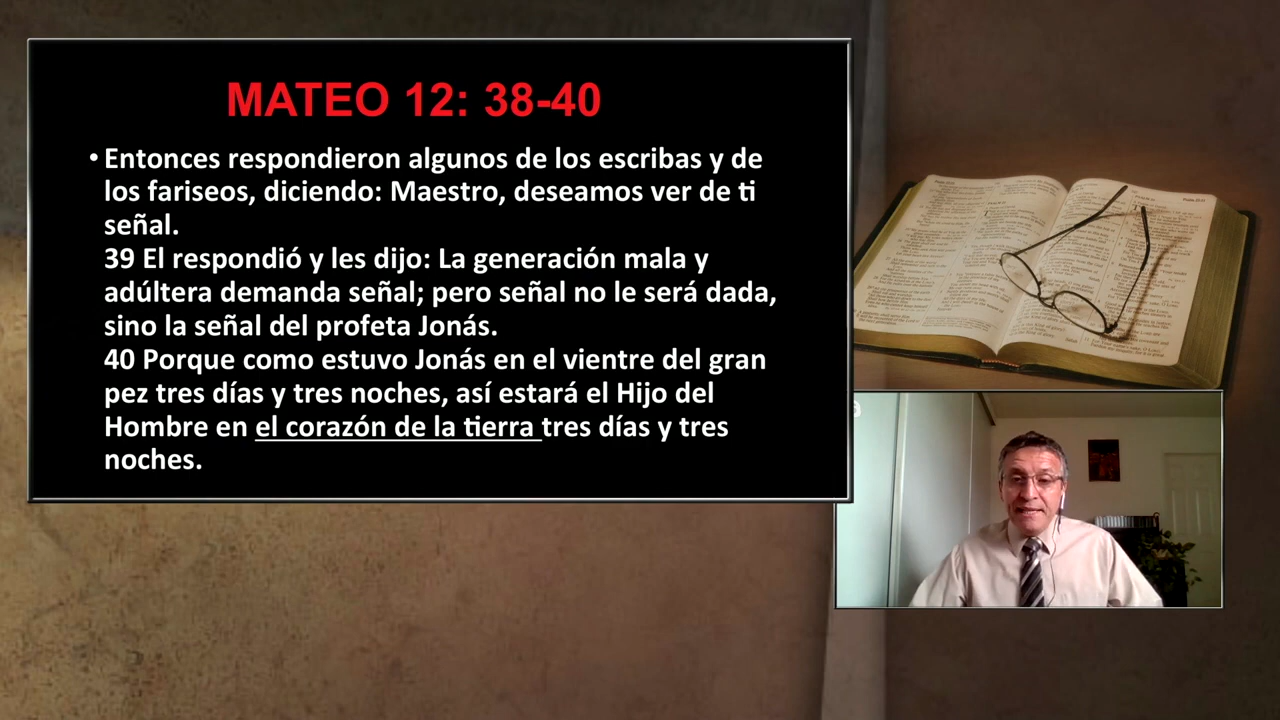 MATEO 12: 38-40
• Entonces respondieron algunos de los escribas y de
los fariseos, diciendo: Maestro, deseamos ver de ti
señal.
39 El respondió y les dijo: La generación mala y
adúltera demanda señal; pero señal no le será dada,
sino la señal del profeta Jonás.
40 Porque como estuvo Jonás en el vientre del gran
pez tres días y tres noches, así estará el Hijo del
Hombre en el corazón de la tierra tres días y tres
noches.